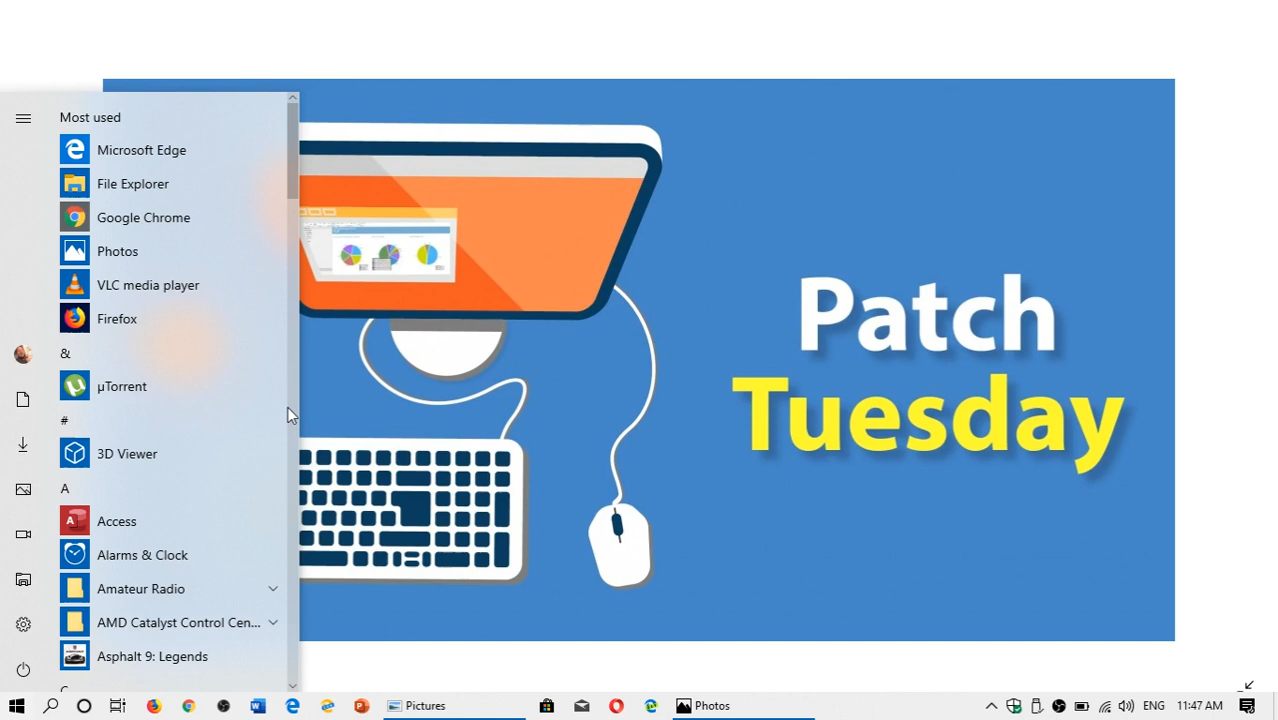 Most used
Microsoft Edge
File Explorer
Google Chrome
Photos
VLC media player
Firefox
&
µTorrent
#
3D Viewer
A
Access
Alarms & Clock
Amateur Radio
AMD Catalyst Control Cen...
Asphalt 9: Legends
Patch
Tuesday
Pictures
Photos
ENG
11:47 AM